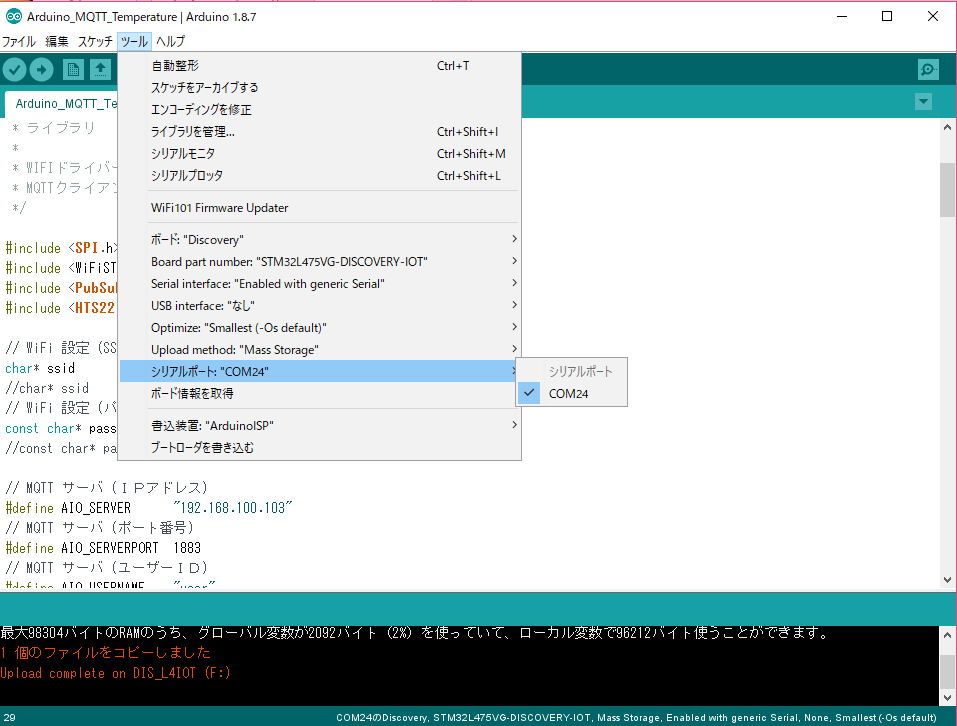 Arduino_MQTT_Temperature | Arduino 1.8.7
ファイル 編集 スケッチ ツール ヘルプ
Arduino_MQTT_Te
自動整形 Ctrl+T
スケッチをアーカイブする
エンコーディングを修正
ライブラリを管理... Ctrl+Shift+I
シリアルモニタ Ctrl+Shift+M
シリアルプロッタ Ctrl+Shift+L
WiFi101 Firmware Updater
ボード: "Discovery"
Board part number: "STM32L475VG-DISCOVERY-IOT"
Serial interface: "Enabled with generic Serial"
USB interface: "なし"
Optimize: "Smallest (-Os default)"
Upload method: "Mass Storage"
シリアルポート: "COM24"
ボード情報を取得
書込装置: "ArduinoISP"
ブートローダを書き込む
シリアルポート
COM24
* ライブラリ
*
* WIFIドライバー
* MQTTクライアン
*/
#include <SPI.h>
#include <WiFiST
#include <PubSu
#include <HTS22
// WiFi 設定（SS
char* ssid
//char* ssid
// WiFi 設定（パ
const char* pass
//const char* pa
// MQTT サーバ（ＩＰアドレス）
#define AIO_SERVER "192.168.100.103"
// MQTT サーバ（ポート番号）
#define AIO_SERVERPORT 1883
// MQTT サーバ（ユーザーＩＤ）
#define AIO_USERNAME "user"
最大98304バイトのRAMのうち、グローバル変数が2092バイト（2%）を使っていて、ローカル変数で96212バイト使うことができます。
1 個のファイルをコピーしました
Upload complete on DIS_L4IOT (F:)
29 COM24のDiscovery, STM32L475VG-DISCOVERY-IOT, Mass Storage, Enabled with generic Serial, None, Smallest (-Os default)